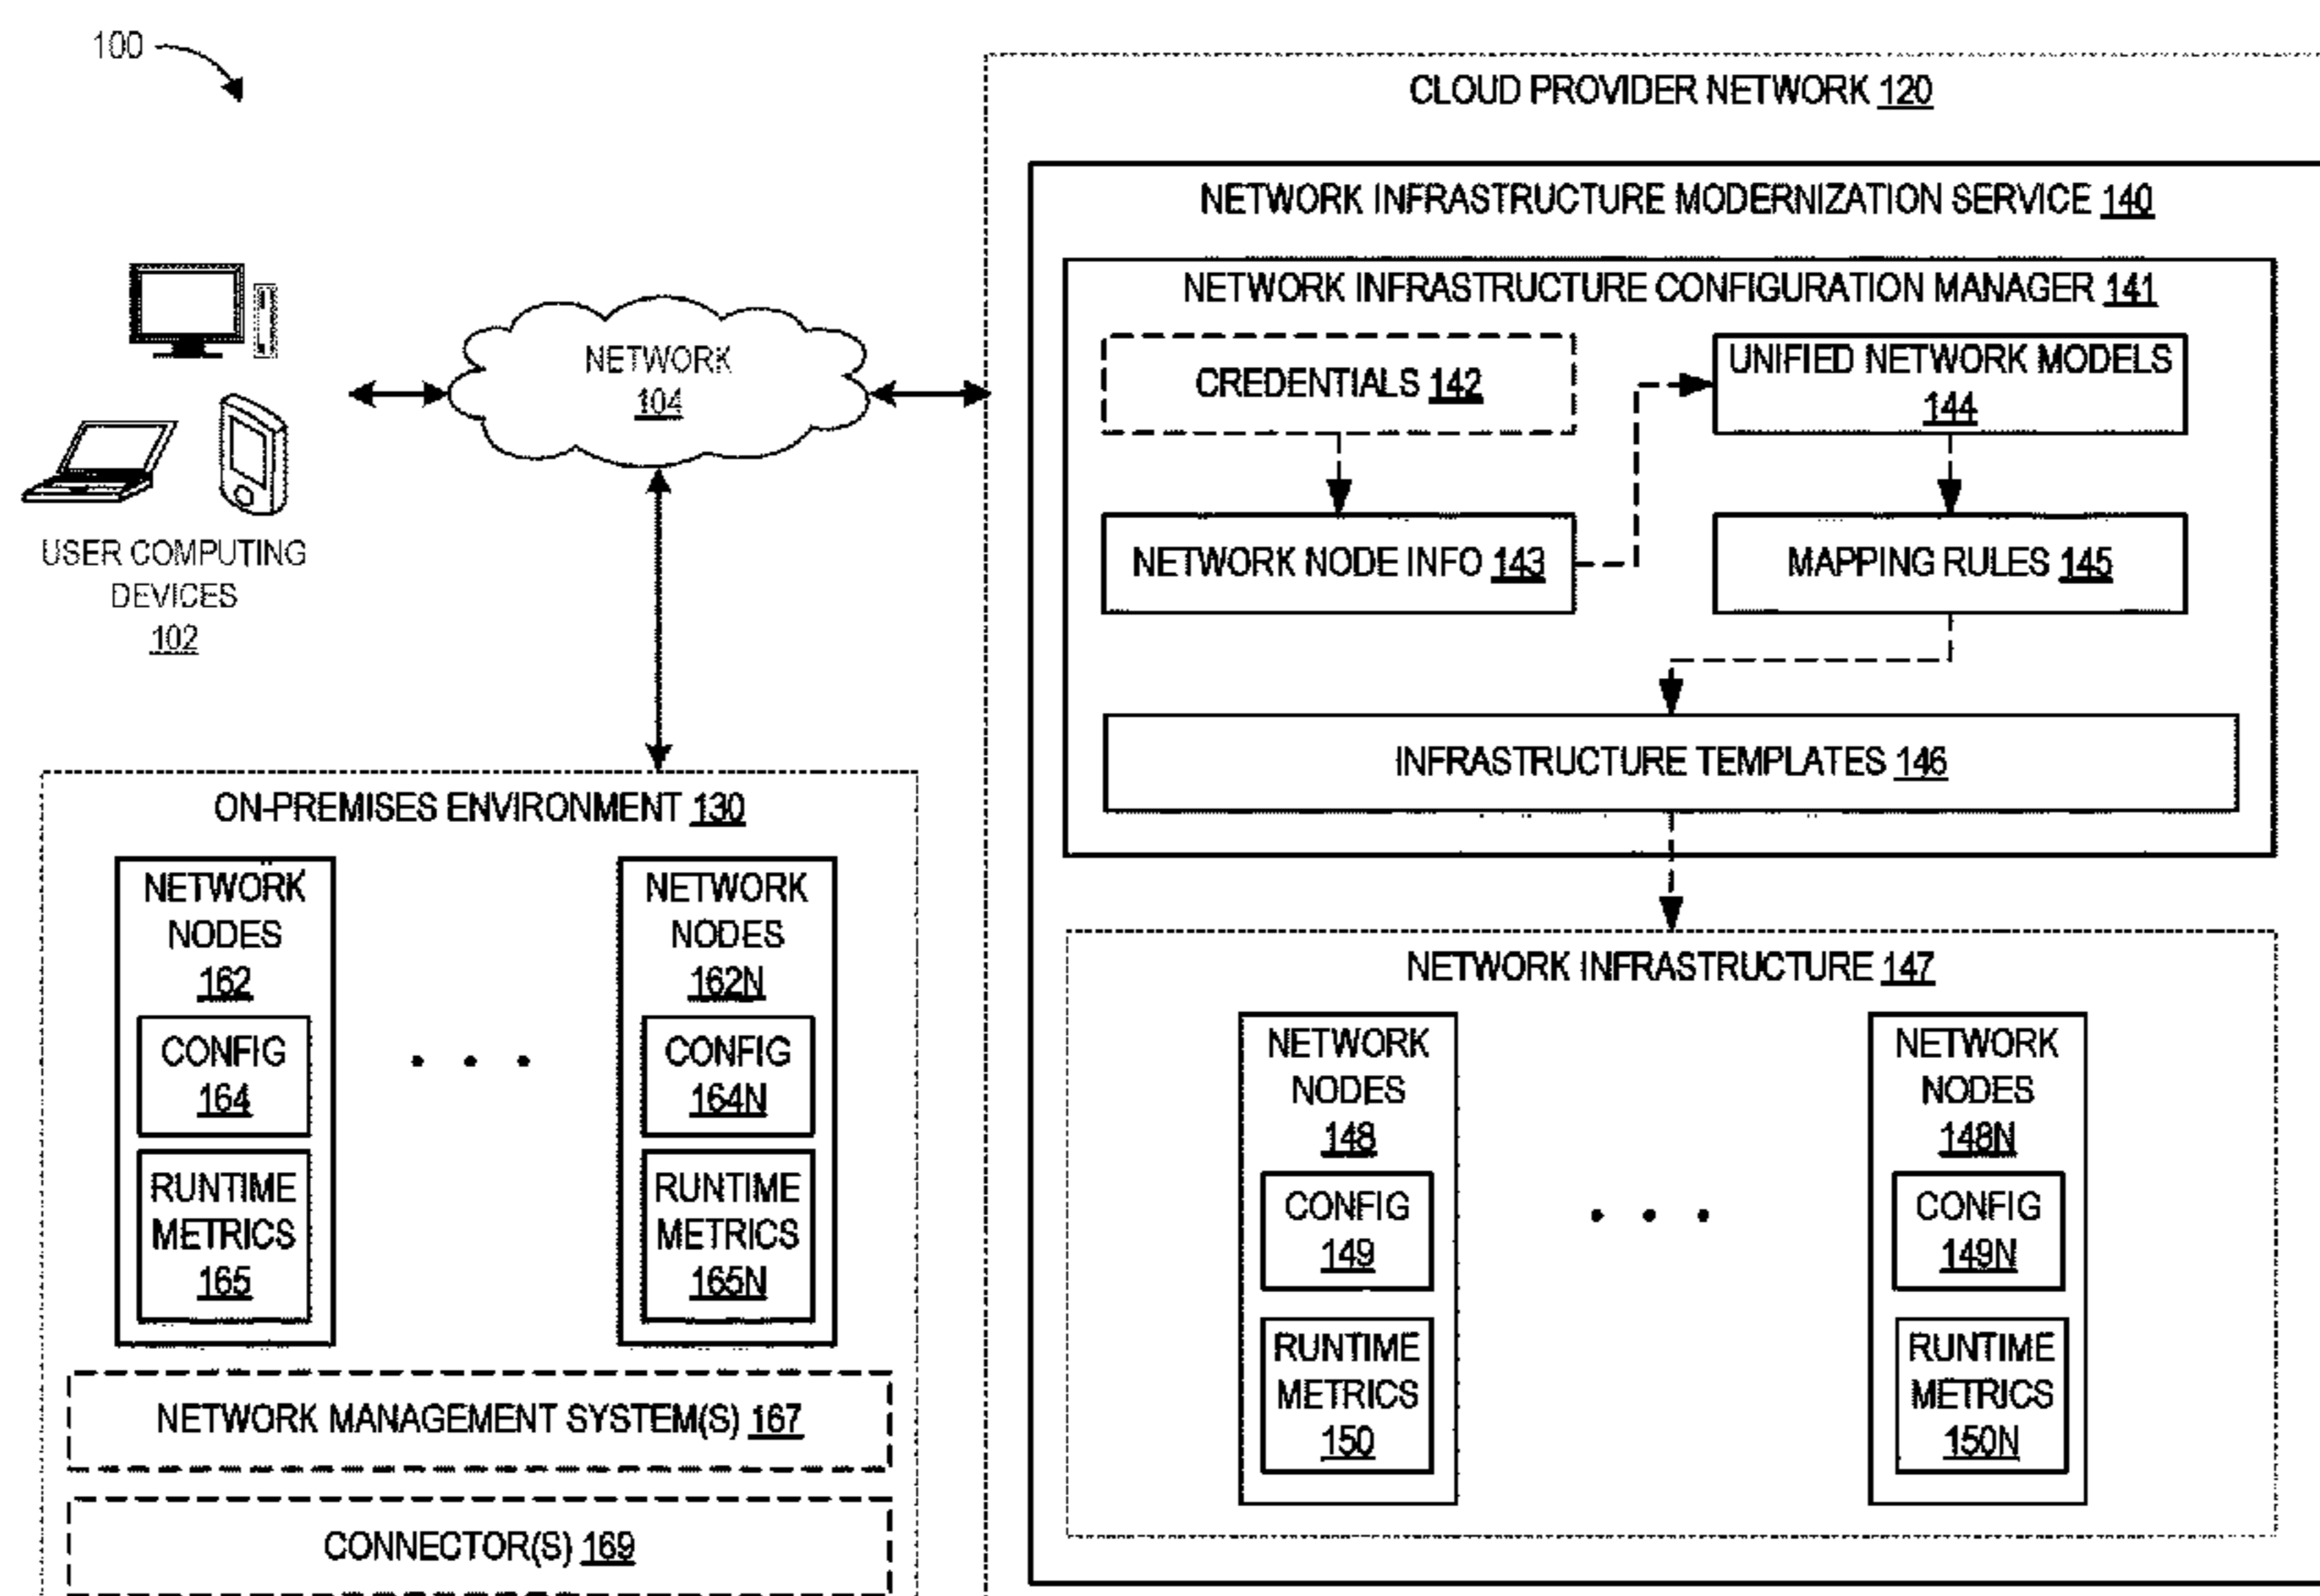 100
CLOUD PROVIDER NETWORK 120
NETWORK INFRASTRUCTURE MODERNIZATION SERVICE 140
NETWORK INFRASTRUCTURE CONFIGURATION MANAGER 141
CREDENTIALS 142
UNIFIED NETWORK MODELS
144
NETWORK NODE INFO 143
MAPPING RULES 145
INFRASTRUCTURE TEMPLATES 146
NETWORK
104
USER COMPUTING
DEVICES
102
ON-PREMISES ENVIRONMENT 130
NETWORK
NODES
162
CONFIG
164
RUNTIME
METRICS
165
NETWORK
NODES
162N
CONFIG
164N
RUNTIME
METRICS
165N
NETWORK MANAGEMENT SYSTEM(S) 167
CONNECTOR(S) 169
NETWORK INFRASTRUCTURE 147
NETWORK
NODES
148
CONFIG
149
RUNTIME
METRICS
150
NETWORK
NODES
148N
CONFIG
149N
RUNTIME
METRICS
150N